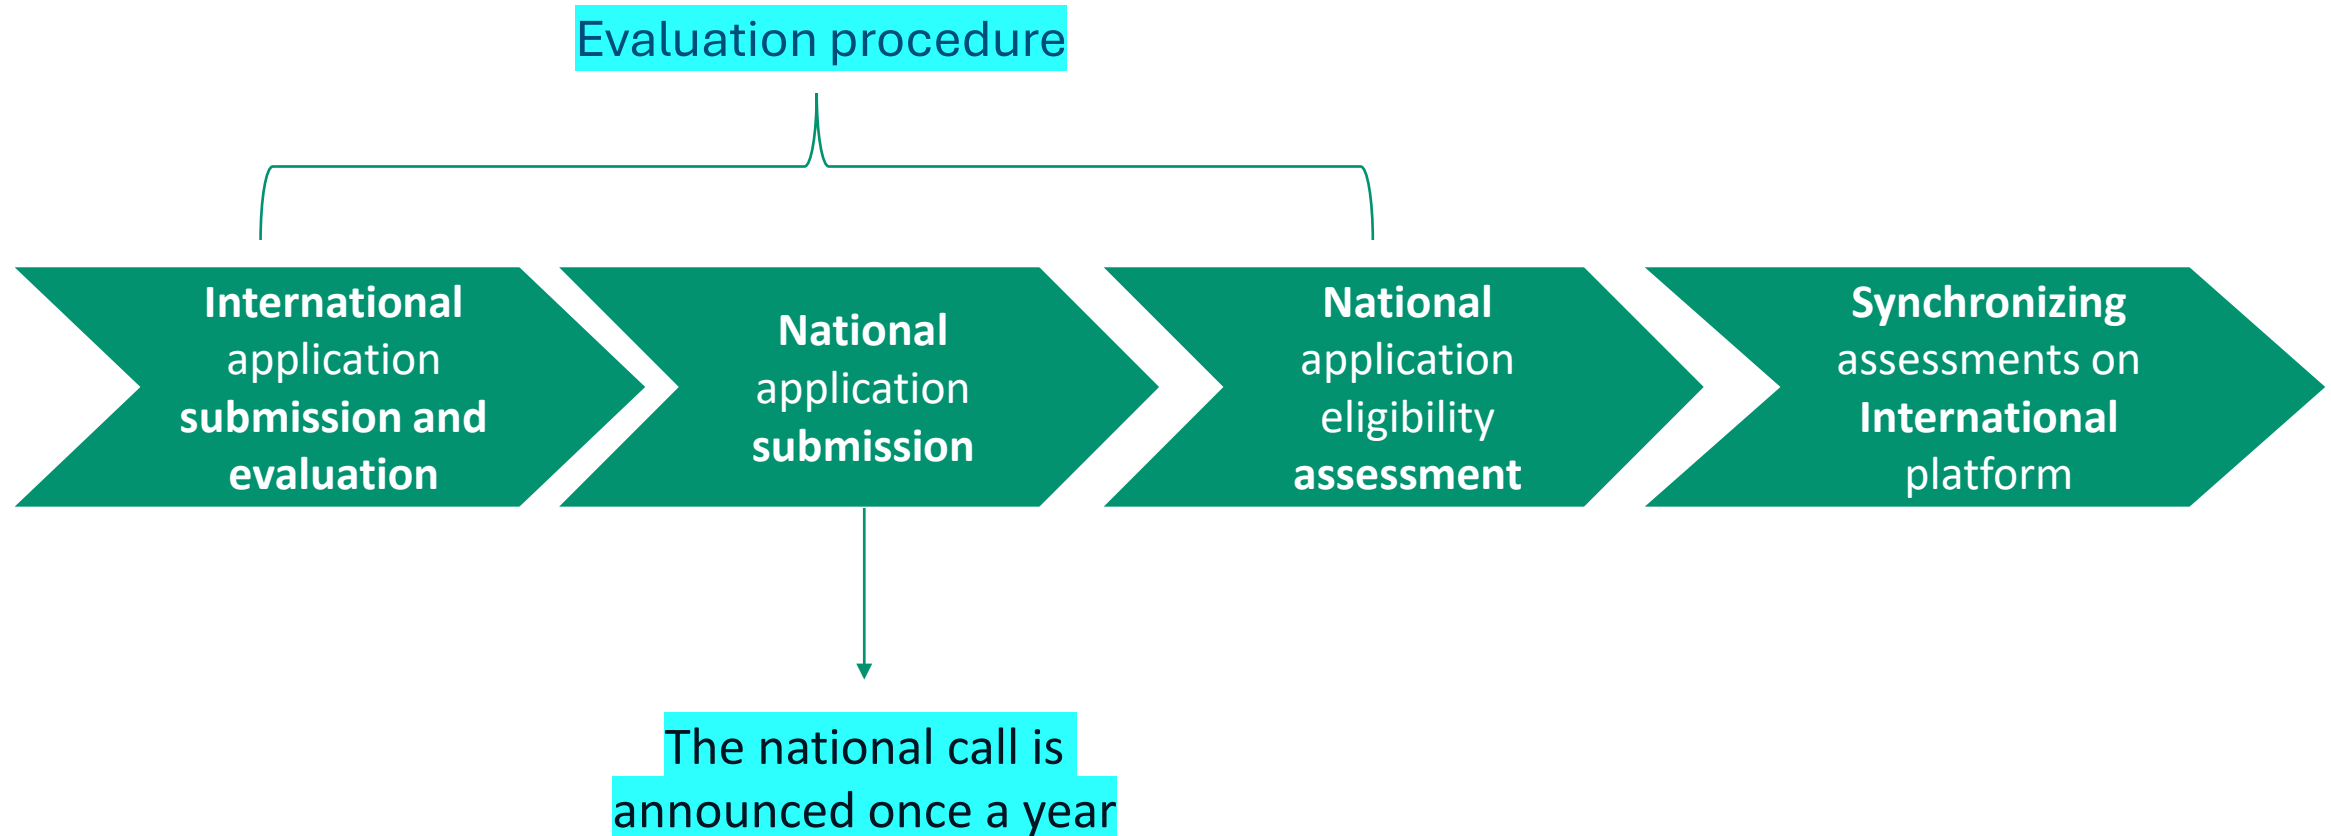 Evaluation procedure
International
application
submission and
evaluation
National
application
submission
National
application
eligibility
assessment
Synchronizing
assessments on
International
platform
The national call is
announced once a year